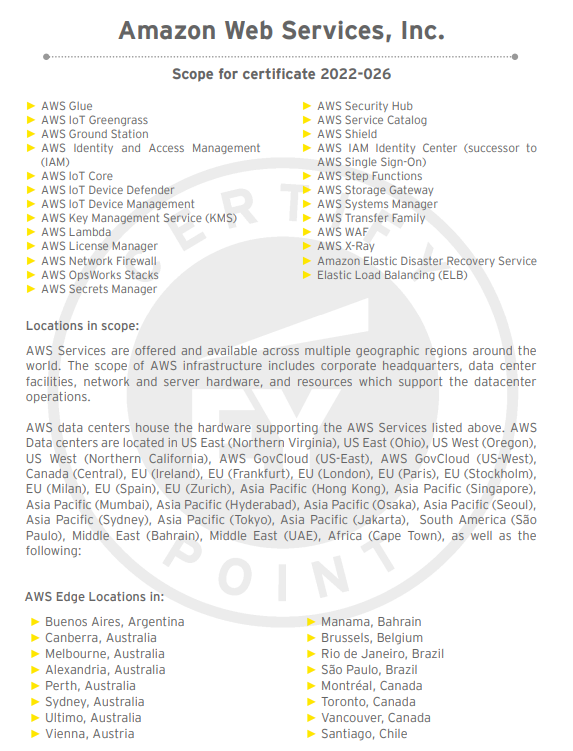 Amazon Web Services, Inc.
Scope for certificate 2022-026
► AWS Glue
► AWS IoT Greengrass
► AWS Ground Station
► AWS Identity and Access Management
(IAM)
► AWS IoT Core
► AWS IoT Device Defender
► AWS IoT Device Management
► AWS Key Management Service (KMS)
► AWS Lambda
► AWS License Manager
► AWS Network Firewall
► AWS OpsWorks Stacks
► AWS Secrets Manager
► AWS Security Hub
► AWS Service Catalog
► AWS Shield
► AWS IAM Identity Center (successor to
AWS Single Sign-On)
► AWS Step Functions
► AWS Storage Gateway
► AWS Systems Manager
► AWS Transfer Family
► AWS WAF
► AWS X-Ray
► Amazon Elastic Disaster Recovery Service
► Elastic Load Balancing (ELB)
Locations in scope:
AWS Services are offered and available across multiple geographic regions around the
world. The scope of AWS infrastructure includes corporate headquarters, data center
facilities, network and server hardware, and resources which support the datacenter
operations.
AWS data centers house the hardware supporting the AWS Services listed above. AWS
Data centers are located in US East (Northern Virginia), US East (Ohio), US West (Oregon),
US West (Northern California), AWS GovCloud (US-East), AWS GovCloud (US-West),
Canada (Central), EU (Ireland), EU (Frankfurt), EU (London), EU (Paris), EU (Stockholm),
EU (Milan), EU (Spain), EU (Zurich), Asia Pacific (Hong Kong), Asia Pacific (Singapore),
Asia Pacific (Mumbai), Asia Pacific (Hyderabad), Asia Pacific (Osaka), Asia Pacific (Seoul),
Asia Pacific (Sydney), Asia Pacific (Tokyo), Asia Pacific (Jakarta), South America (São
Paulo), Middle East (Bahrain), Middle East (UAE), Africa (Cape Town), as well as the
following:
AWS Edge Locations in:
► Buenos Aires, Argentina
► Canberra, Australia
► Melbourne, Australia
► Alexandria, Australia
► Perth, Australia
► Sydney, Australia
► Ultimo, Australia
► Vienna, Austria
► Manama, Bahrain
► Brussels, Belgium
► Rio de Janeiro, Brazil
► São Paulo, Brazil
► Montréal, Canada
► Toronto, Canada
► Vancouver, Canada
► Santiago, Chile
CERTIFY
EY
POINT